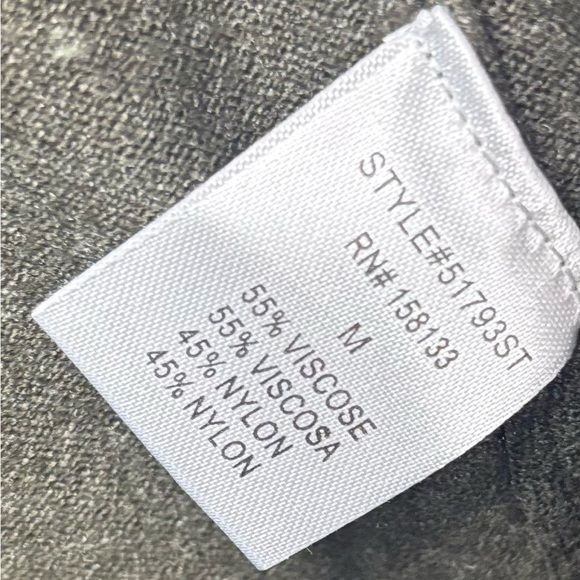 STYLE#51793ST
RN# 158133
M
55% VISCOSE
55% VISCOSA
45% NYLON
45% NYLON